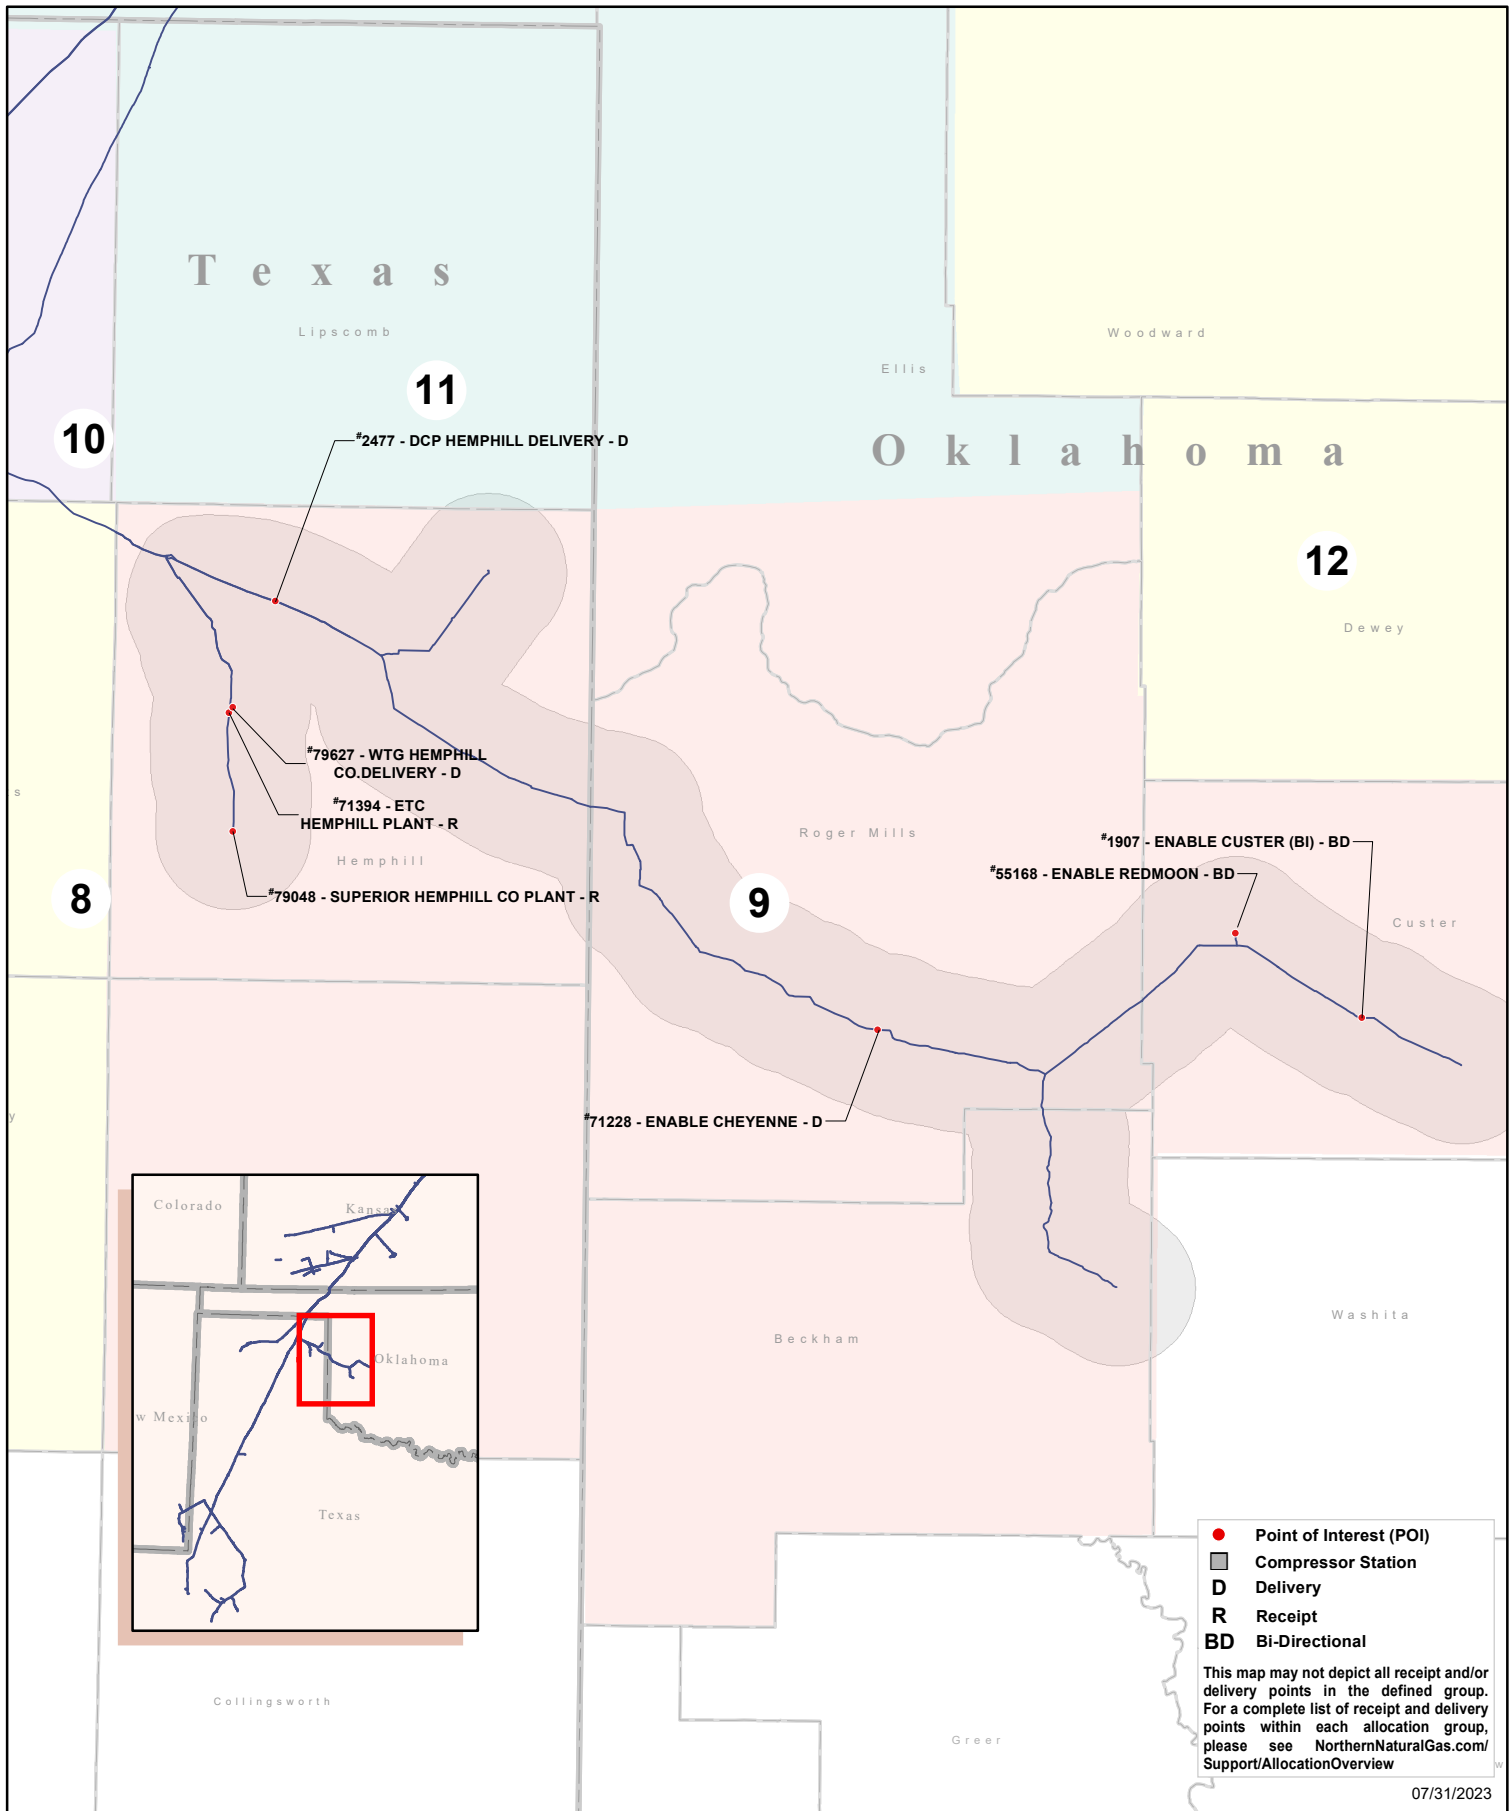 Texas
Lipscomb
Woodward
Ellis
11
10
#2477 - DCP HEMPHILL DELIVERY - D
Oklahoma
12
Dewey
#79627 - WTG HEMPHILL
CO.DELIVERY - D
s
#71394 - ETC
HEMPHILL PLANT - R
Roger Mills
#1907 - ENABLE CUSTER (BI) - BD
Hemphill
#55168 - ENABLE REDMOON - BD
8
#79048 - SUPERIOR HEMPHILL CO PLANT - R
9
Custer
y
#71228 - ENABLE CHEYENNE - D
Colorado
Kansas
Oklahoma
w Mexico
Texas
Washita
Beckham
Collingsworth
Greer
Point of Interest (POI)
Compressor Station
D Delivery
R Receipt
BD Bi-Directional
This map may not depict all receipt and/or
delivery points in the defined group.
For a complete list of receipt and delivery
points within each allocation group,
please see NorthernNaturalGas.com/
Support/AllocationOverview
w
07/31/2023